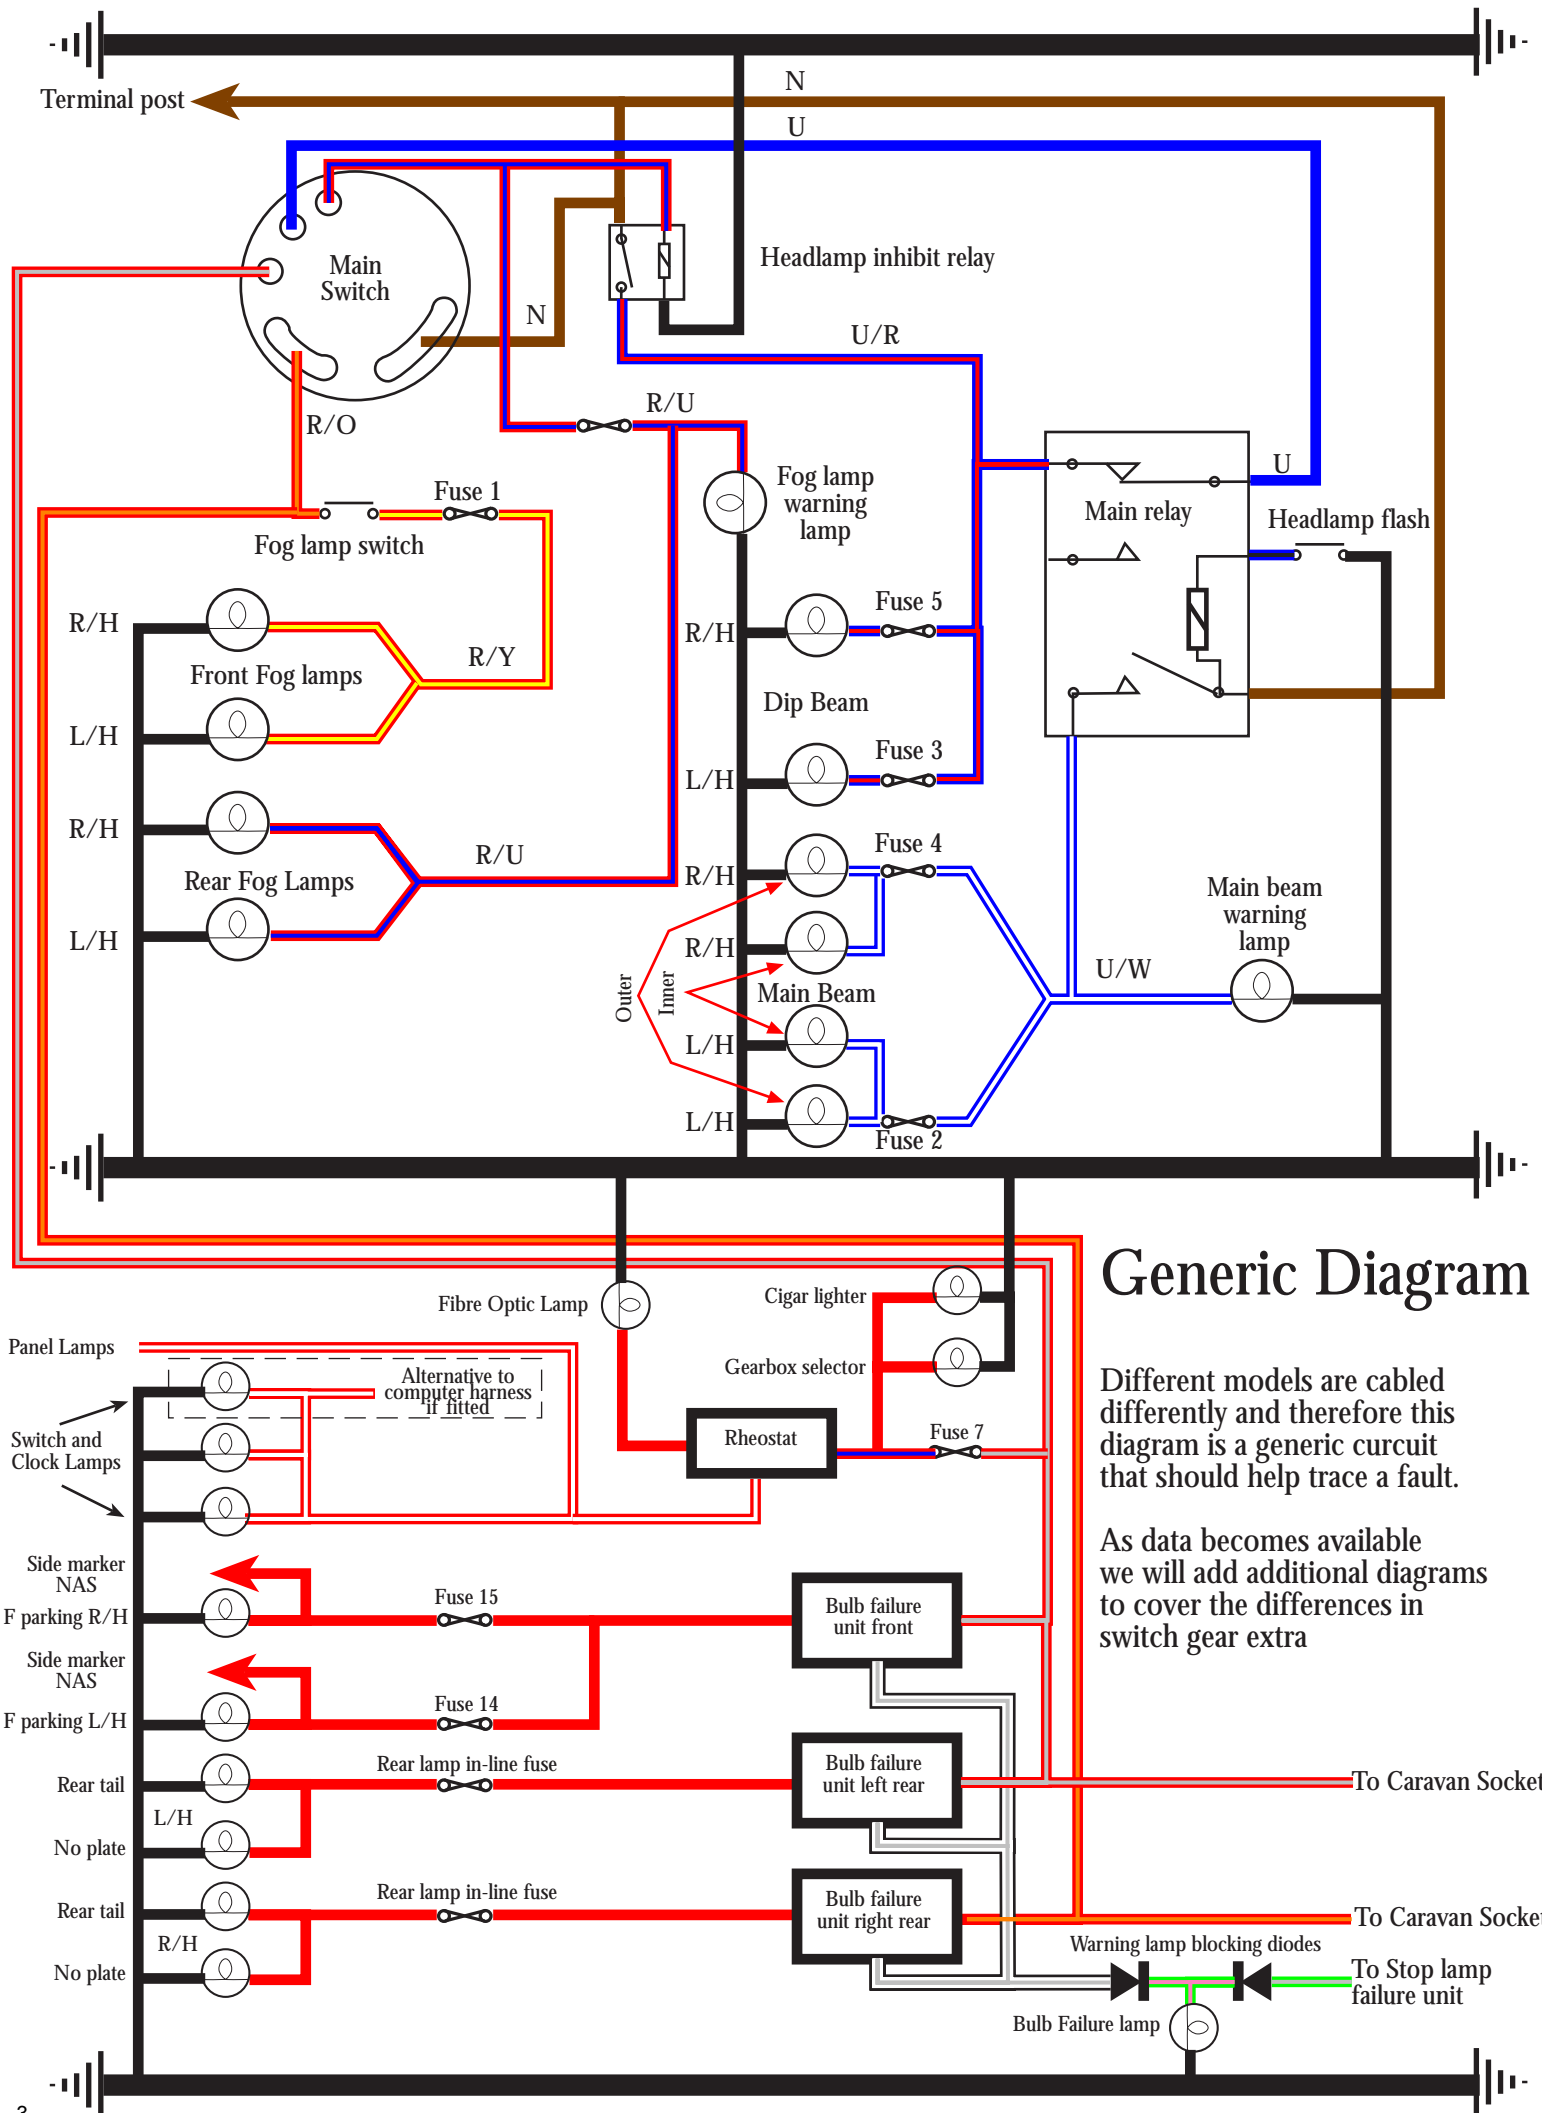 N
Terminal post
U
Main
Switch
Headlamp inhibit relay
N
U/R
R/U
R/O
Fog lamp
warning
lamp
U
Fuse 1
Main relay
Headlamp flash
Fog lamp switch
Fuse 5
R/H
R/H
R/Y
Front Fog lamps
Dip Beam
L/H
Fuse 3
L/H
R/H
Fuse 4
R/U
R/H
Rear Fog Lamps
Main beam
warning
lamp
L/H
R/H
Outer
Inner
U/W
Main Beam
L/H
L/H
Fuse 2
Generic Diagram
Fibre Optic Lamp
Cigar lighter
Panel Lamps
Gearbox selector
Alternative to
computer harness
if fitted
Different models are cabled
differently and therefore this
diagram is a generic curcuit
that should help trace a fault.
Switch and
Clock Lamps
Rheostat
Fuse 7
As data becomes available
we will add additional diagrams
to cover the differences in
switch gear extra
Side marker
NAS
F parking R/H
Fuse 15
Bulb failure
unit front
Side marker
NAS
F parking L/H
Fuse 14
Rear tail
Rear lamp in-line fuse
Bulb failure
unit left rear
To Caravan Socket
L/H
No plate
Rear tail
Rear lamp in-line fuse
Bulb failure
unit right rear
To Caravan Socket
R/H
No plate
Warning lamp blocking diodes
To Stop lamp
failure unit
Bulb Failure lamp
3